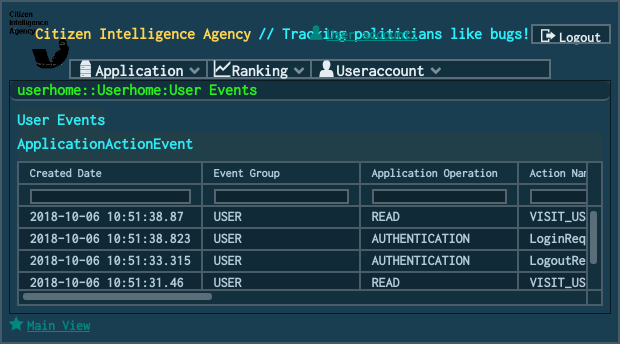 Citizen
Intelligence
Agency
Citizen Intelligence Agency // Tracking politicians like bugs!
Logout
Application Ranking Useraccount
userhome::Userhome:User Events
User Events
ApplicationActionEvent
Created Date Event Group Application Operation Action Nam
2018-10-06 10:51:38.87 USER READ VISIT_US
2018-10-06 10:51:38.823 USER AUTHENTICATION LoginReq
2018-10-06 10:51:33.315 USER AUTHENTICATION LogoutRe
2018-10-06 10:51:31.46 USER READ VISIT_US
Main View